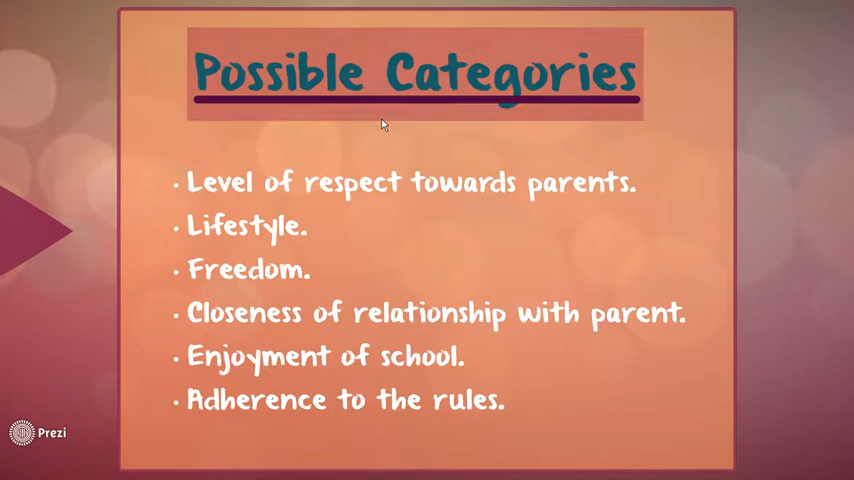 Possible Categories
· Level of respect towards parents.
· Lifestyle.
· Freedom.
· Closeness of relationship with parent.
· Enjoyment of school.
· Adherence to the rules.
Prezi